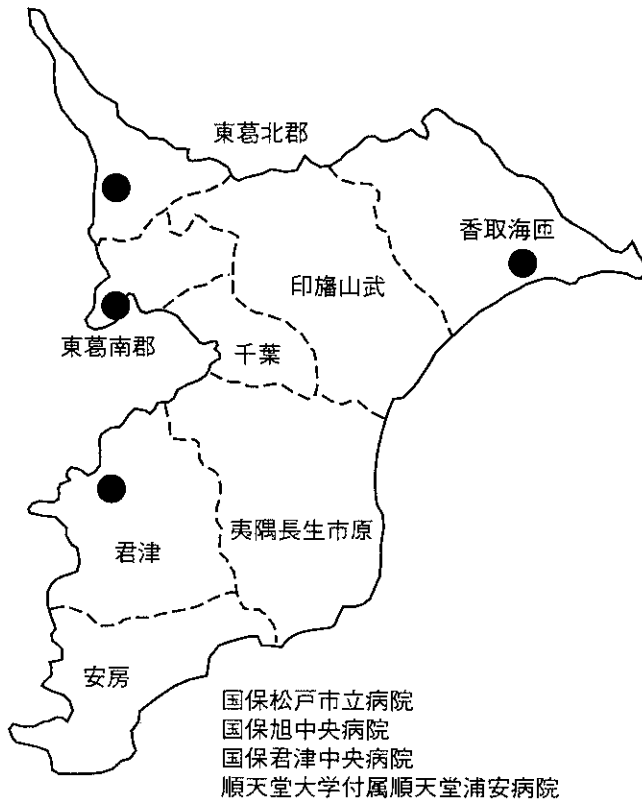 東葛北部
香取海匝
印旛山武
東葛南部
千葉
夷隅長生市原
君津
安房
国保松戸市立病院
国保旭中央病院
国保君津中央病院
順天堂大学付属順天堂浦安病院